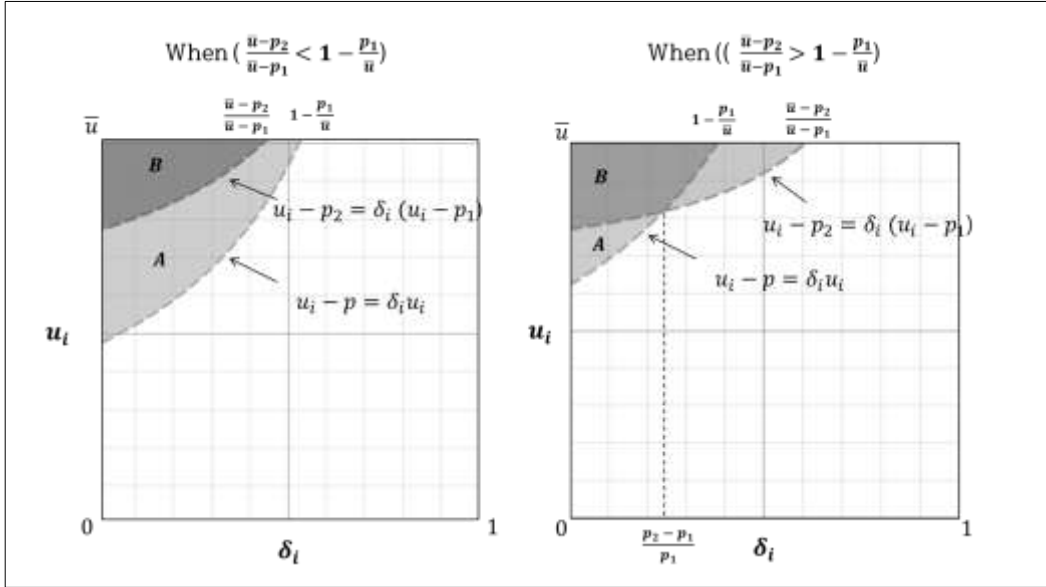 When ( (ū−p₂)/(ū−p₁) < 1 − p₁/ū)
ū
(ū − p₂)/(ū − p₁)
1 − p₁/ū
B
uᵢ − p₂ = δᵢ (uᵢ − p₁)
A
uᵢ − p = δᵢuᵢ
uᵢ
0
δᵢ
1
When (( (ū−p₂)/(ū−p₁) > 1 − p₁/ū)
ū
1 − p₁/ū
(ū − p₂)/(ū − p₁)
B
uᵢ − p₂ = δᵢ (uᵢ − p₁)
A
uᵢ − p = δᵢuᵢ
uᵢ
0
(p₂ − p₁)/p₁
δᵢ
1